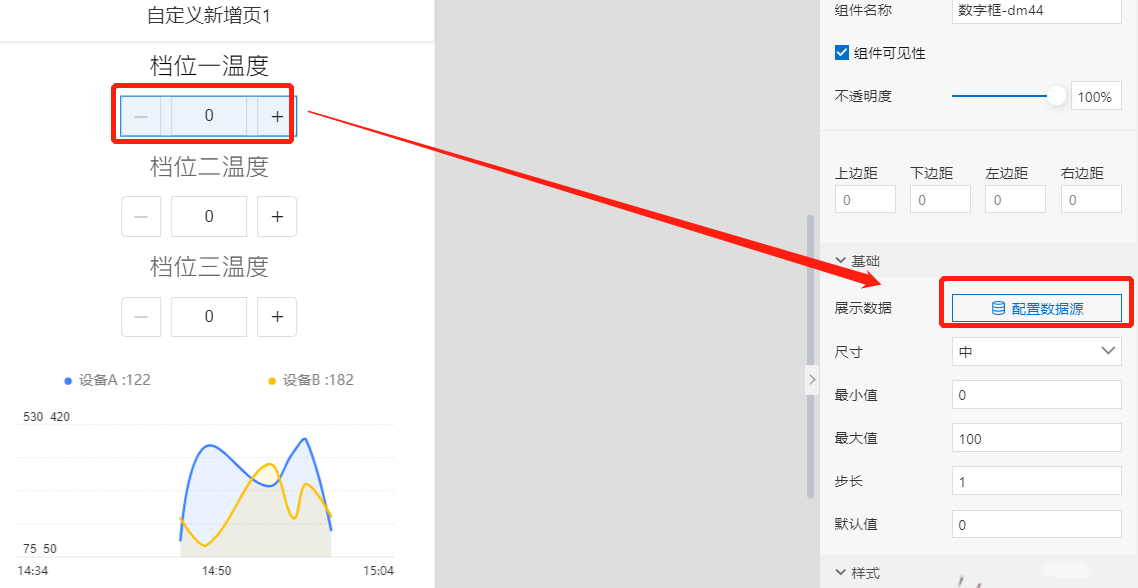 自定义新增页1
档位一温度
— 0 +
档位二温度
— 0 +
档位三温度
— 0 +
设备A :122 设备B :182
530 420
75 50
14:34 14:50 15:04
组件名称 数字框-dm44
组件可见性
不透明度 100%
上边距 下边距 左边距 右边距
0 0 0 0
基础
展示数据 配置数据源
尺寸 中
最小值 0
最大值 100
步长 1
默认值 0
样式